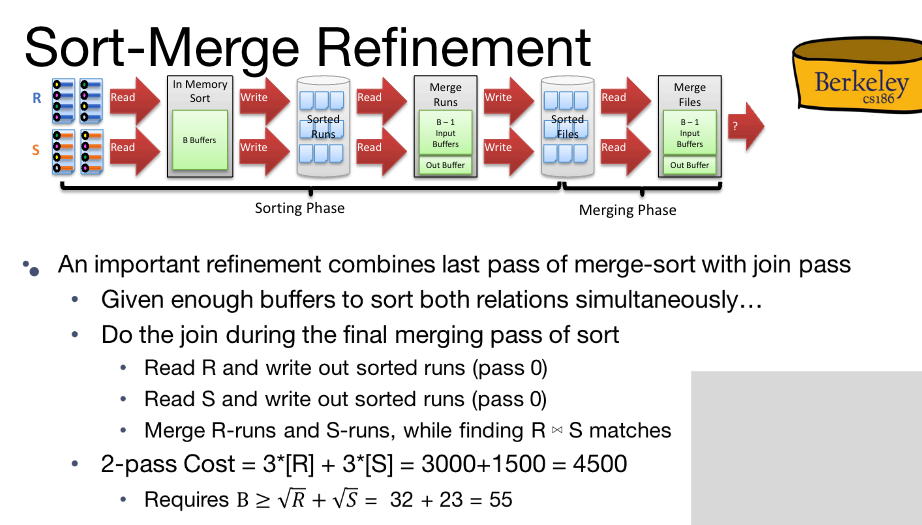 Sort-Merge Refinement
Berkeley
cs186
R
S
Read
Read
In Memory
Sort
B Buffers
Write
Write
Sorted
Runs
Read
Read
Merge
Runs
B – 1
Input
Buffers
Out Buffer
Write
Write
Sorted
Files
Read
Read
Merge
Files
B – 1
Input
Buffers
Out Buffer
?
Sorting Phase
Merging Phase
• An important refinement combines last pass of merge-sort with join pass
• Given enough buffers to sort both relations simultaneously…
• Do the join during the final merging pass of sort
• Read R and write out sorted runs (pass 0)
• Read S and write out sorted runs (pass 0)
• Merge R-runs and S-runs, while finding R ⋈ S matches
• 2-pass Cost = 3*[R] + 3*[S] = 3000+1500 = 4500
• Requires B ≥ √R + √S = 32 + 23 = 55